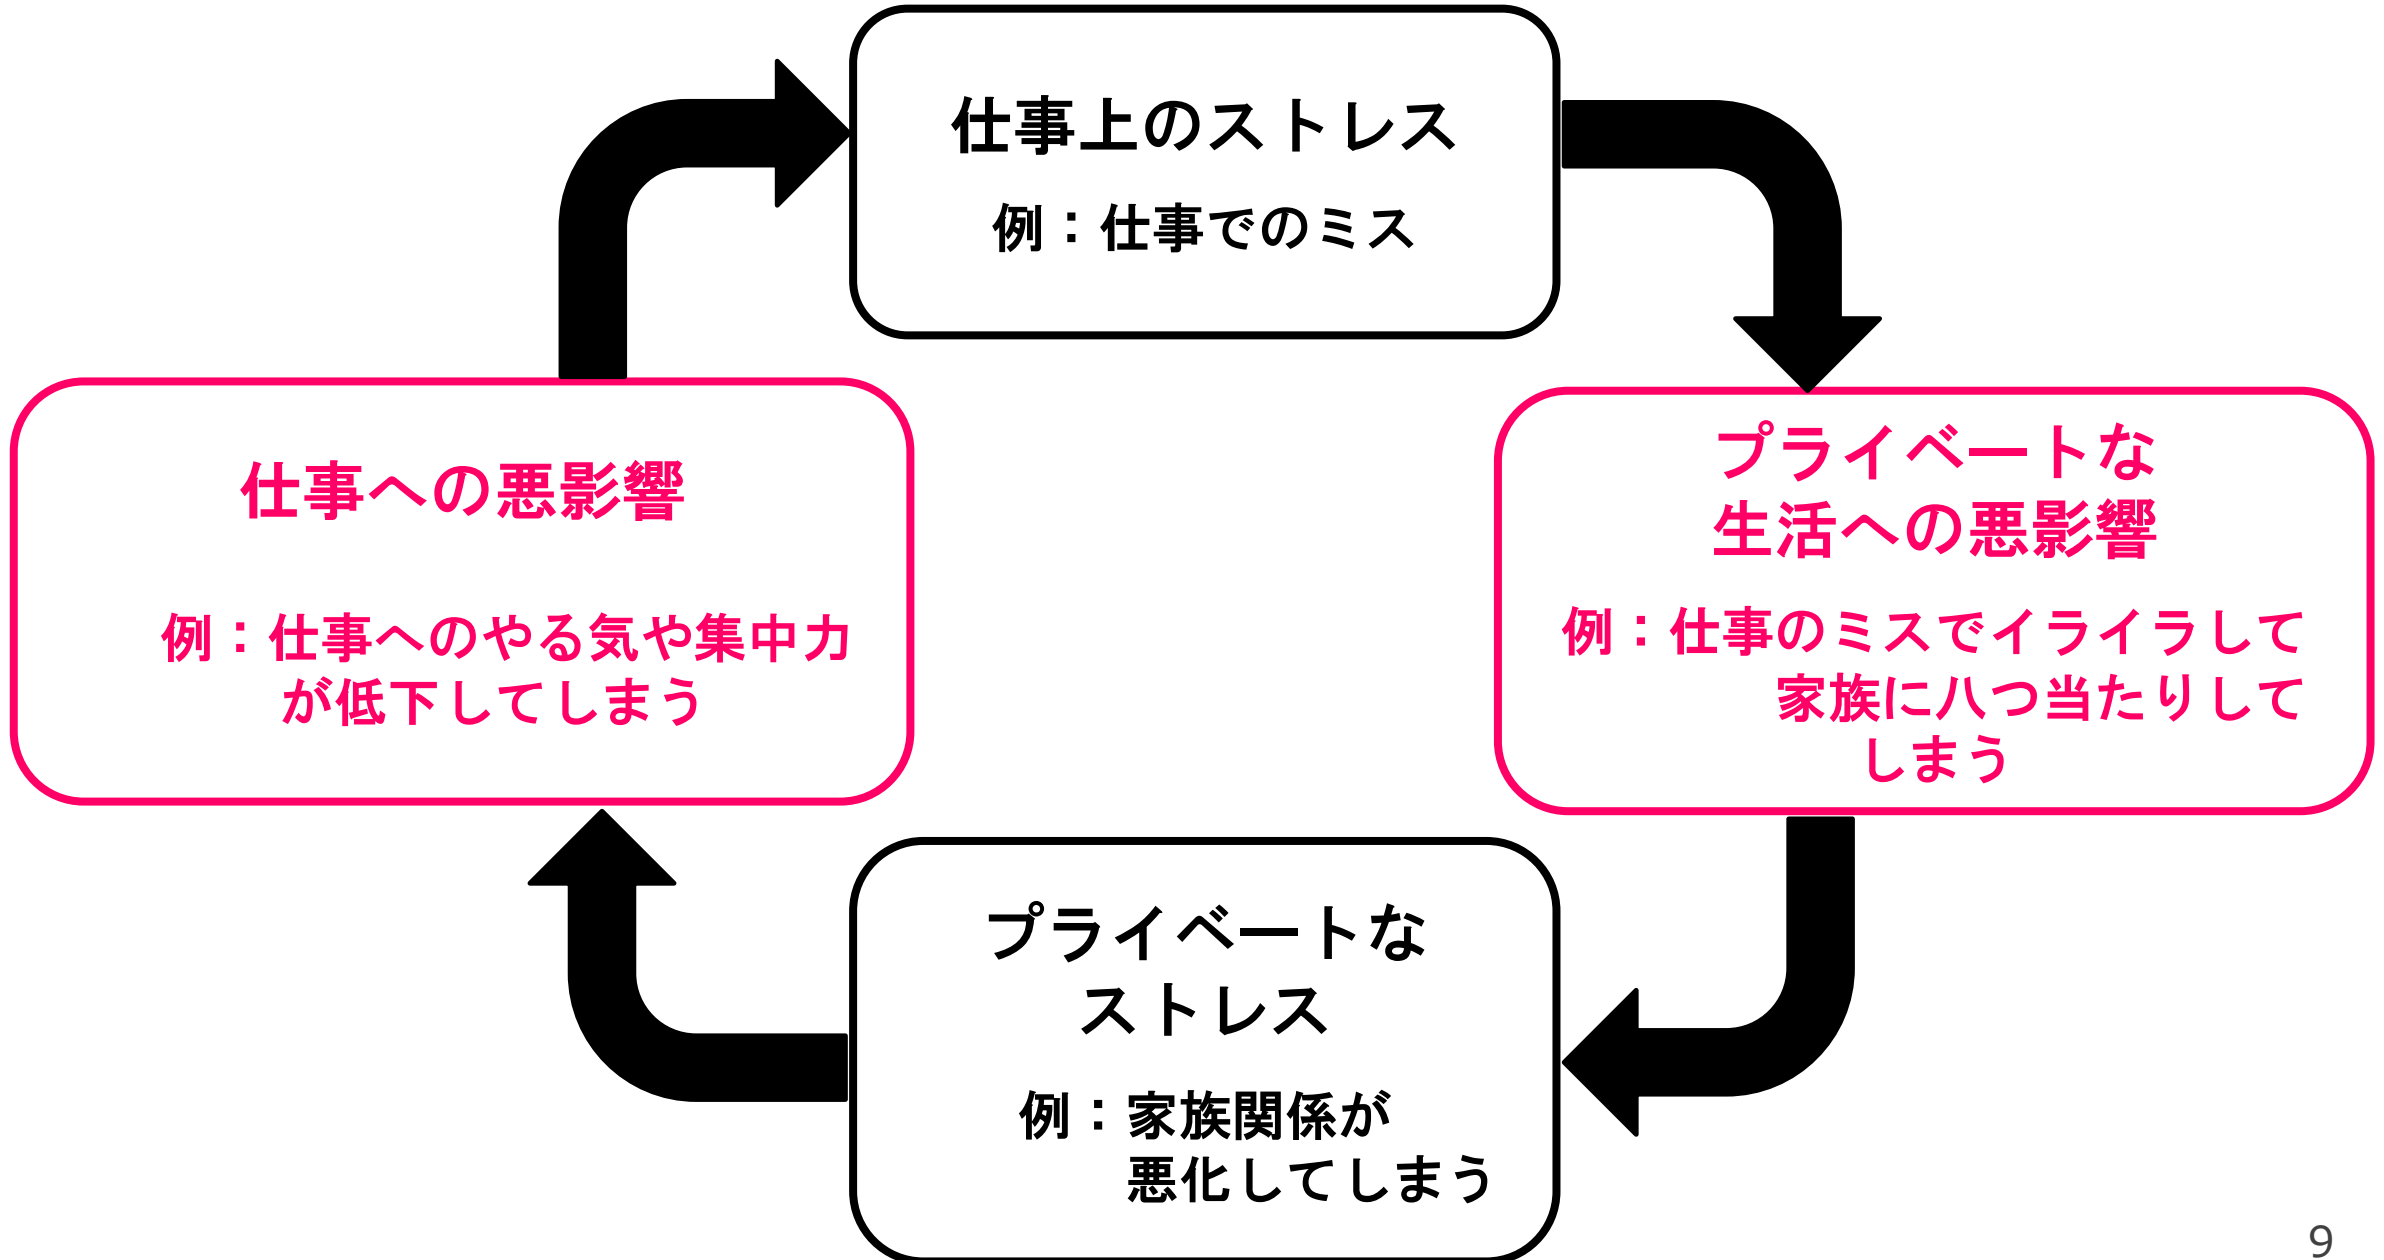 仕事上のストレス
例：仕事でのミス
仕事への悪影響
例：仕事へのやる気や集中力
が低下してしまう
プライベートな
生活への悪影響
例：仕事のミスでイライラして
家族に八つ当たりして
しまう
プライベートな
ストレス
例：家族関係が
悪化してしまう
9